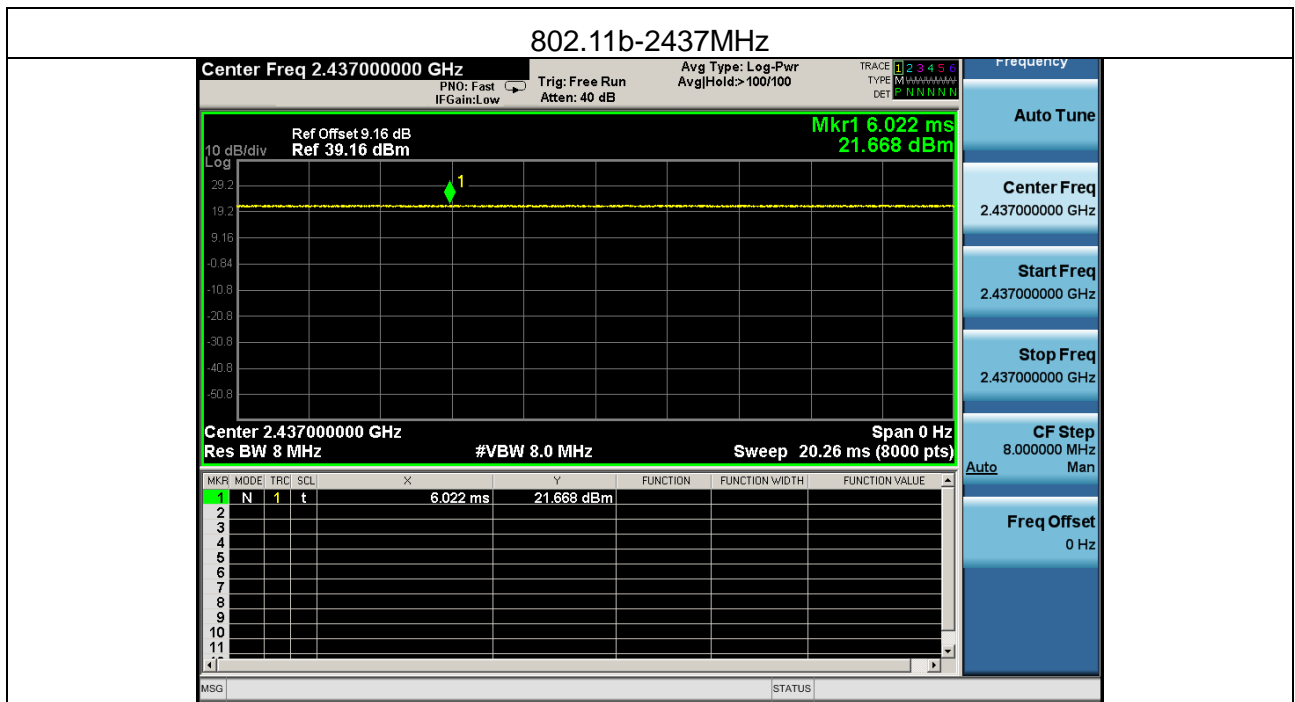 802.11b-2437MHz
Center Freq 2.437000000 GHz
PNO: Fast
IFGain:Low
Trig: Free Run
Atten: 40 dB
Avg Type: Log-Pwr
Avg|Hold:> 100/100
TRACE 1 2 3 4 5 6
TYPE M
DET P N N N N N
Frequency
Auto Tune
Center Freq
2.437000000 GHz
Start Freq
2.437000000 GHz
Stop Freq
2.437000000 GHz
CF Step
8.000000 MHz
Auto Man
Freq Offset
0 Hz
Mkr1 6.022 ms
21.668 dBm
Ref Offset 9.16 dB
10 dB/div Ref 39.16 dBm
Log
1
29.2
19.2
9.16
-0.84
-10.8
-20.8
-30.8
-40.8
-50.8
Center 2.437000000 GHz Span 0 Hz
Res BW 8 MHz #VBW 8.0 MHz Sweep 20.26 ms (8000 pts)
MKR MODE TRC SCL X Y FUNCTION FUNCTION WIDTH FUNCTION VALUE
1 N 1 t 6.022 ms 21.668 dBm
2
3
4
5
6
7
8
9
10
11
MSG STATUS